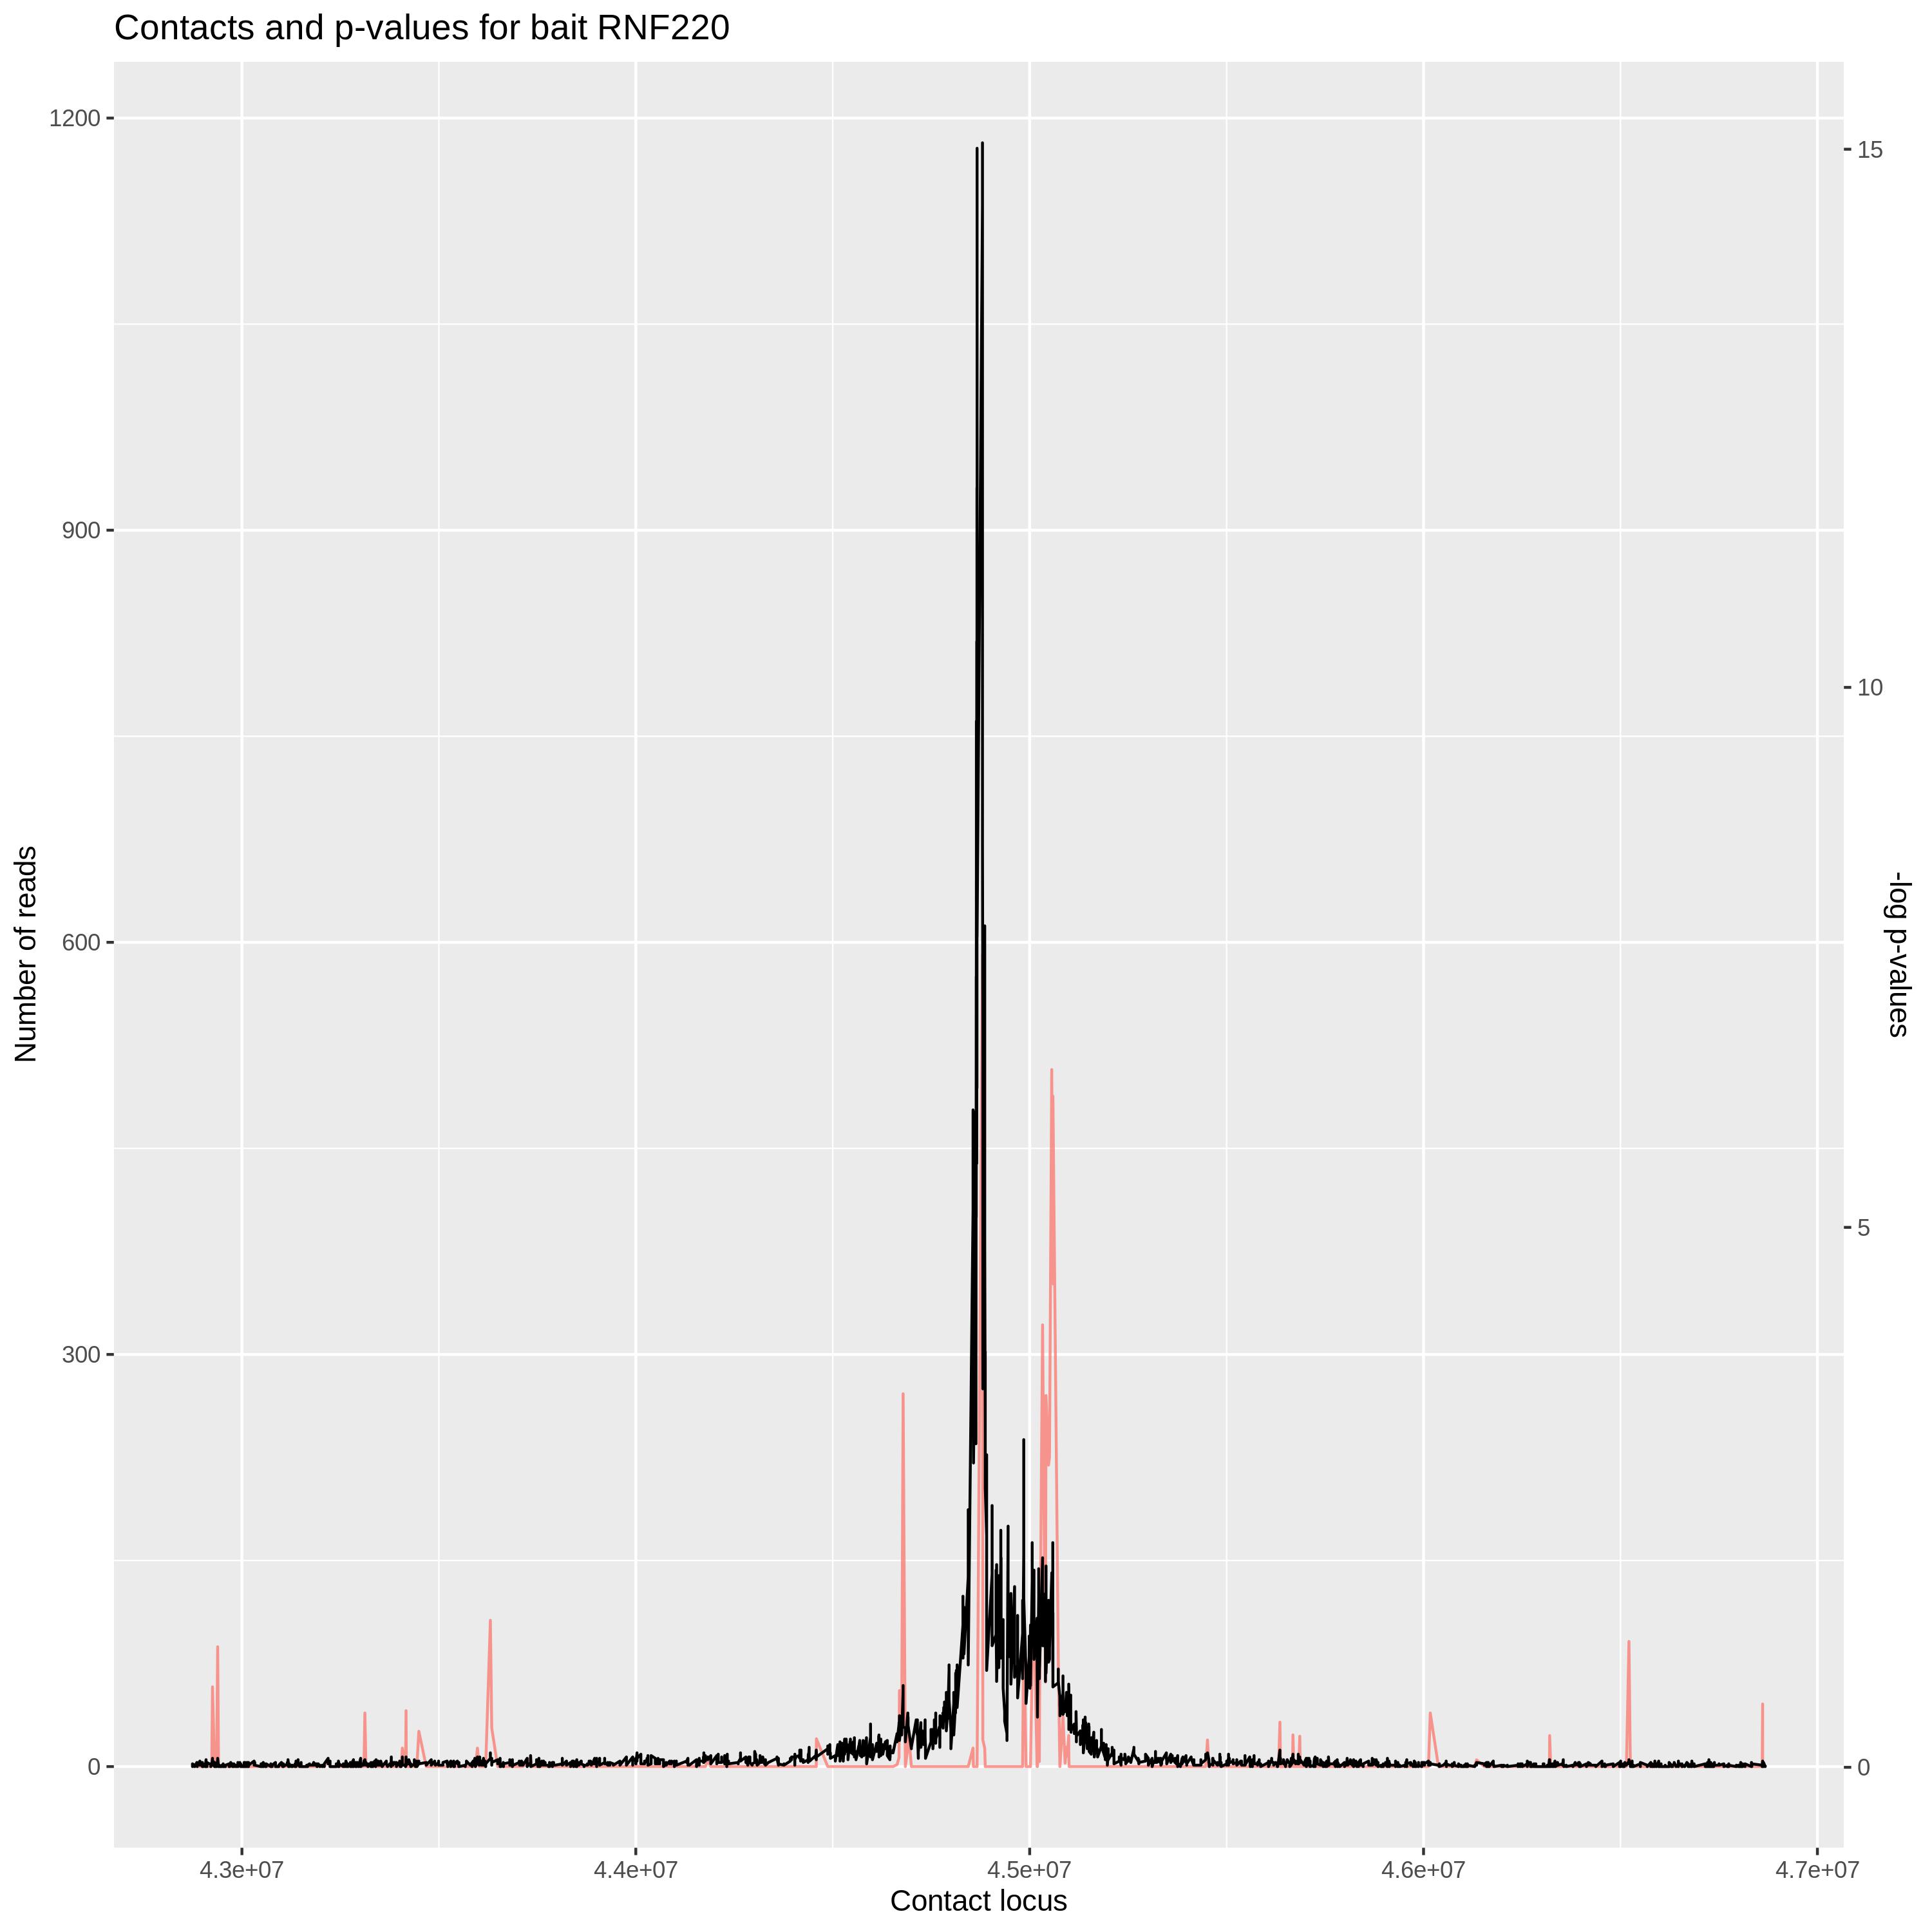 Contacts and p-values for bait RNF220
1200
900
600
300
0
Number of reads
15
10
5
0
-log p-values
4.3e+07
4.4e+07
4.5e+07
4.6e+07
4.7e+07
Contact locus